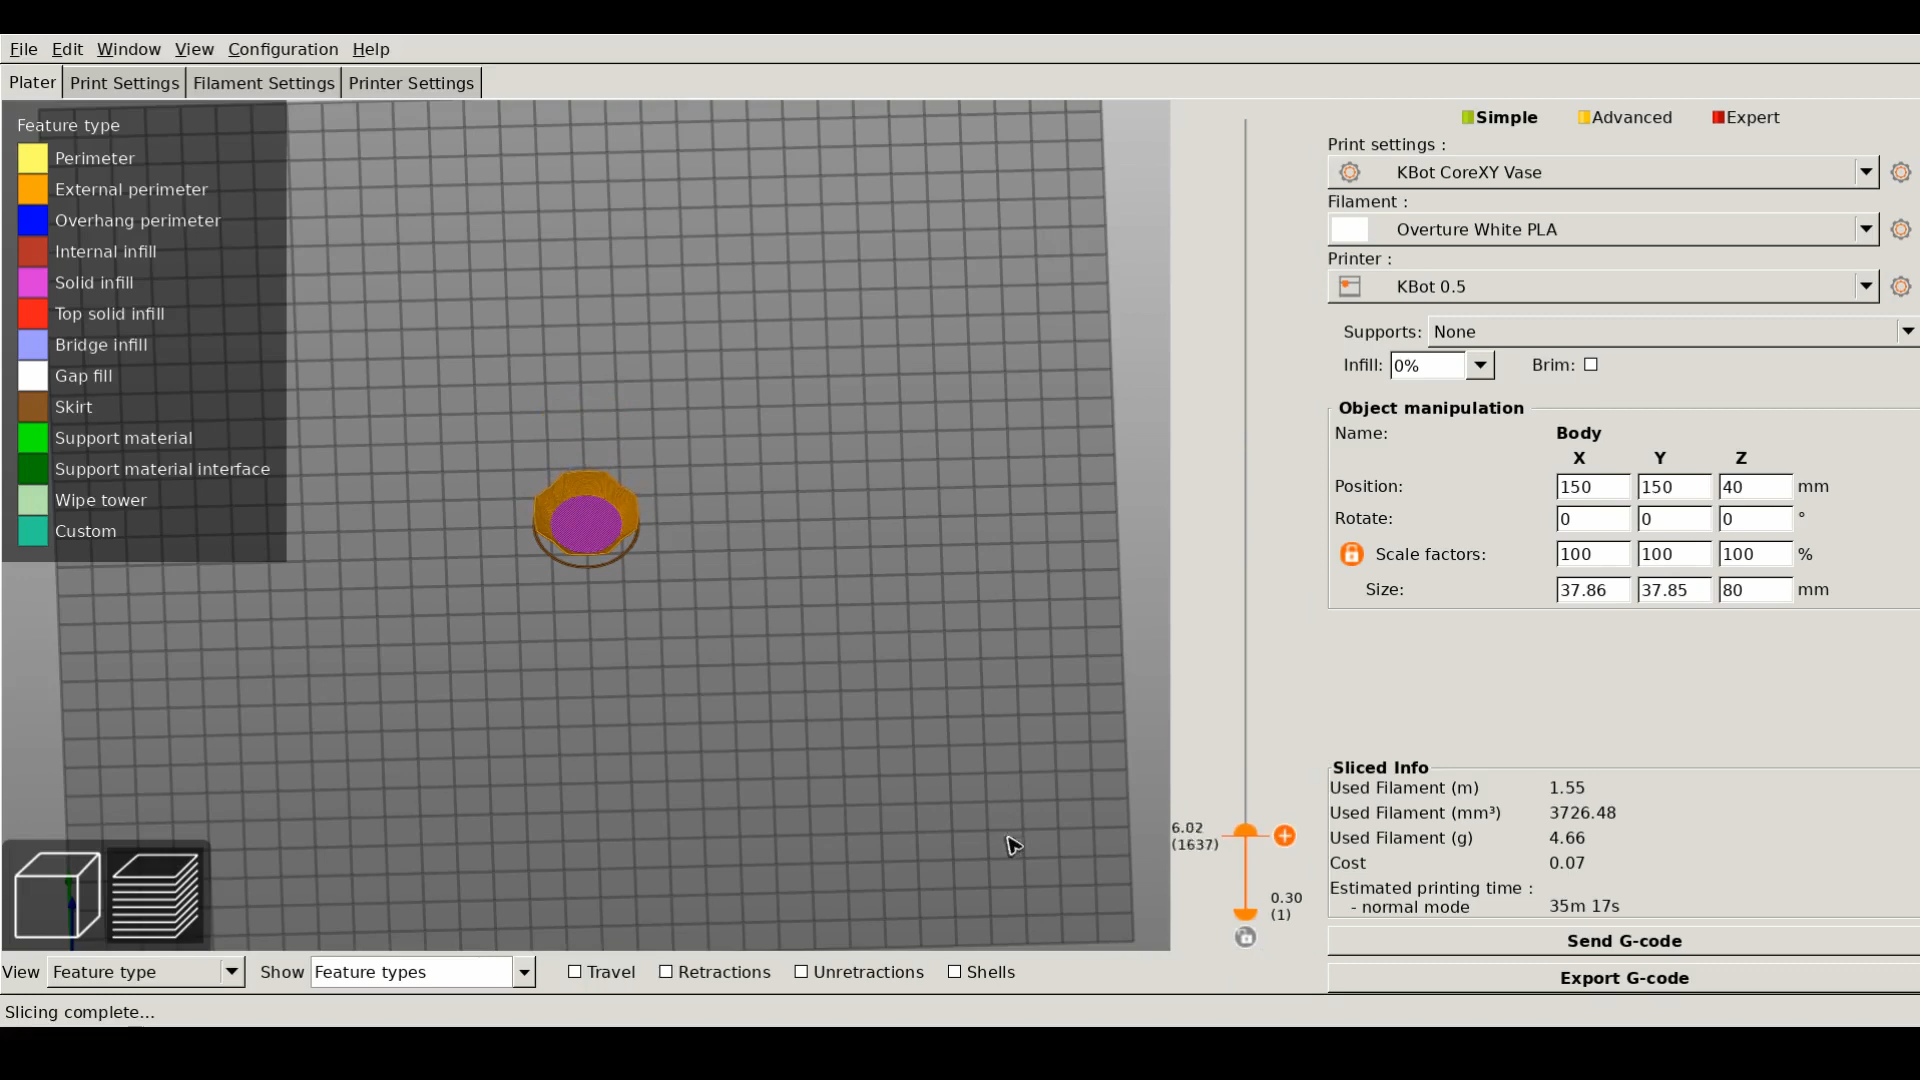 File Edit Window View Configuration Help
Plater Print Settings Filament Settings Printer Settings
Feature type
Perimeter
External perimeter
Overhang perimeter
Internal infill
Solid infill
Top solid infill
Bridge infill
Gap fill
Skirt
Support material
Support material interface
Wipe tower
Custom
6.02
(1637)
0.30
(1)
Simple Advanced Expert
Print settings :
KBot CoreXY Vase
Filament :
Overture White PLA
Printer :
KBot 0.5
Supports: None
Infill: 0% Brim:
Object manipulation
Name: Body
X Y Z
Position: 150 150 40 mm
Rotate: 0 0 0 °
Scale factors: 100 100 100 %
Size: 37.86 37.85 80 mm
Sliced Info
Used Filament (m) 1.55
Used Filament (mm³) 3726.48
Used Filament (g) 4.66
Cost 0.07
Estimated printing time :
- normal mode 35m 17s
Send G-code
Export G-code
View Feature type Show Feature types Travel Retractions Unretractions Shells
Slicing complete...